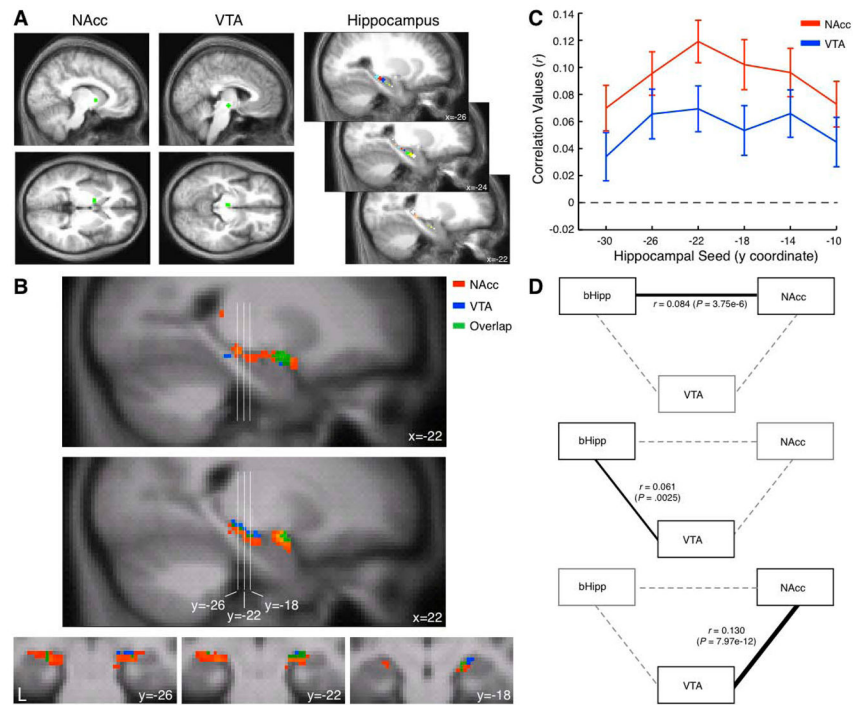 A
NAcc
VTA
Hippocampus
x=-26
x=-24
x=-22
B
NAcc
VTA
Overlap
x=-22
y=-26
y=-22
y=-18
x=22
L
y=-26
y=-22
y=-18
C
NAcc
VTA
Correlation Values (r)
0.14
0.12
0.10
0.08
0.06
0.04
0.02
0
-0.02
-30
-26
-22
-18
-14
-10
Hippocampal Seed (y coordinate)
D
bHipp
NAcc
r = 0.084 (P = 3.75e-6)
VTA
bHipp
NAcc
r = 0.061
(P = .0025)
VTA
bHipp
NAcc
r = 0.130
(P = 7.97e-12)
VTA